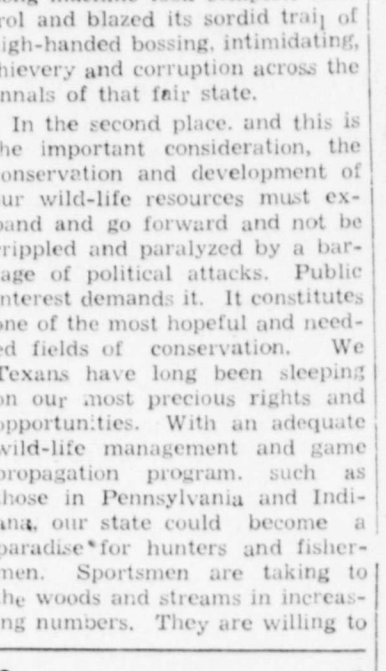 rol and blazed its sordid trail of
igh-handed bossing, intimidating,
hievery and corruption across the
nnals of that fair state.
In the second place. and this is
he important consideration, the
onservation and development of
ur wild-life resources must ex-
pand and go forward and not be
rippled and paralyzed by a bar-
age of political attacks. Public
nterest demands it. It constitutes
one of the most hopeful and need-
ed fields of conservation. We
Texans have long been sleeping
on our most precious rights and
opportunities. With an adequate
wild-life management and game
propagation program. such as
those in Pennsylvania and Indi-
ana, our state could become a
paradise for hunters and fisher-
men. Sportsmen are taking to
the woods and streams in increas-
ing numbers. They are willing to